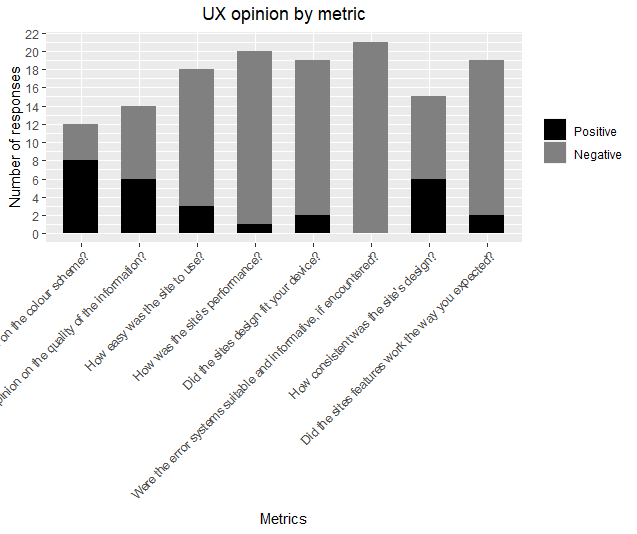 UX opinion by metric
Number of responses
22
20
18
16
14
12
10
8
6
4
2
0
Positive
Negative
on the colour scheme?
on the quality of the information?
How easy was the site to use?
How was the site's performance?
Did the sites design fit your device?
Were the error systems suitable and informative, if encountered?
How consistent was the site's design?
Did the sites features work the way you expected?
Metrics